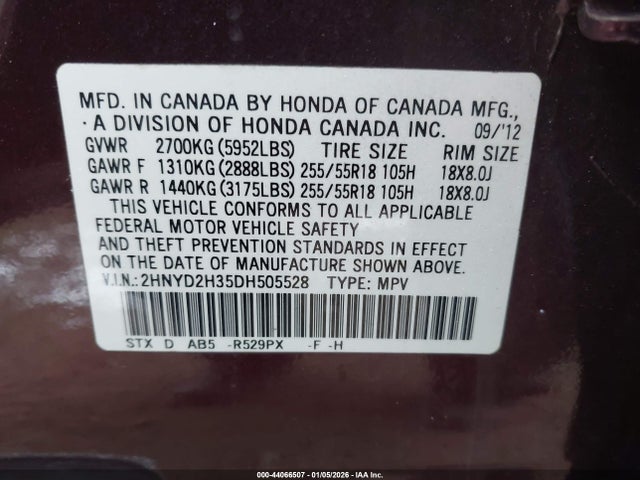 MFD. IN CANADA BY HONDA OF CANADA MFG.,
A DIVISION OF HONDA CANADA INC. 09/'12
GVWR 2700KG (5952LBS) TIRE SIZE RIM SIZE
GAWR F 1310KG (2888LBS) 255/55R18 105H 18X8.0J
GAWR R 1440KG (3175LBS) 255/55R18 105H 18X8.0J
THIS VEHICLE CONFORMS TO ALL APPLICABLE
FEDERAL MOTOR VEHICLE SAFETY
AND THEFT PREVENTION STANDARDS IN EFFECT
ON THE DATE OF MANUFACTURE SHOWN ABOVE.
V.I.N.:2HNYD2H35DH505528 TYPE: MPV
STX D AB5 -R529PX -F -H
000-44066507 | 01/05/2026 | IAA Inc.